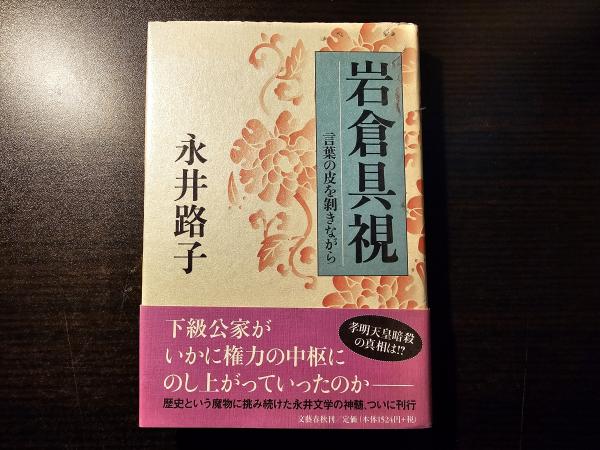 岩倉具視
言葉の皮を剝きながら
永井路子
下級公家が
いかに権力の中枢に
のし上がっていったのか――
孝明天皇暗殺
の真相は!?
歴史という魔物に挑み続けた永井文学の神髄、ついに刊行
文藝春秋刊/定価(本体1524円+税)